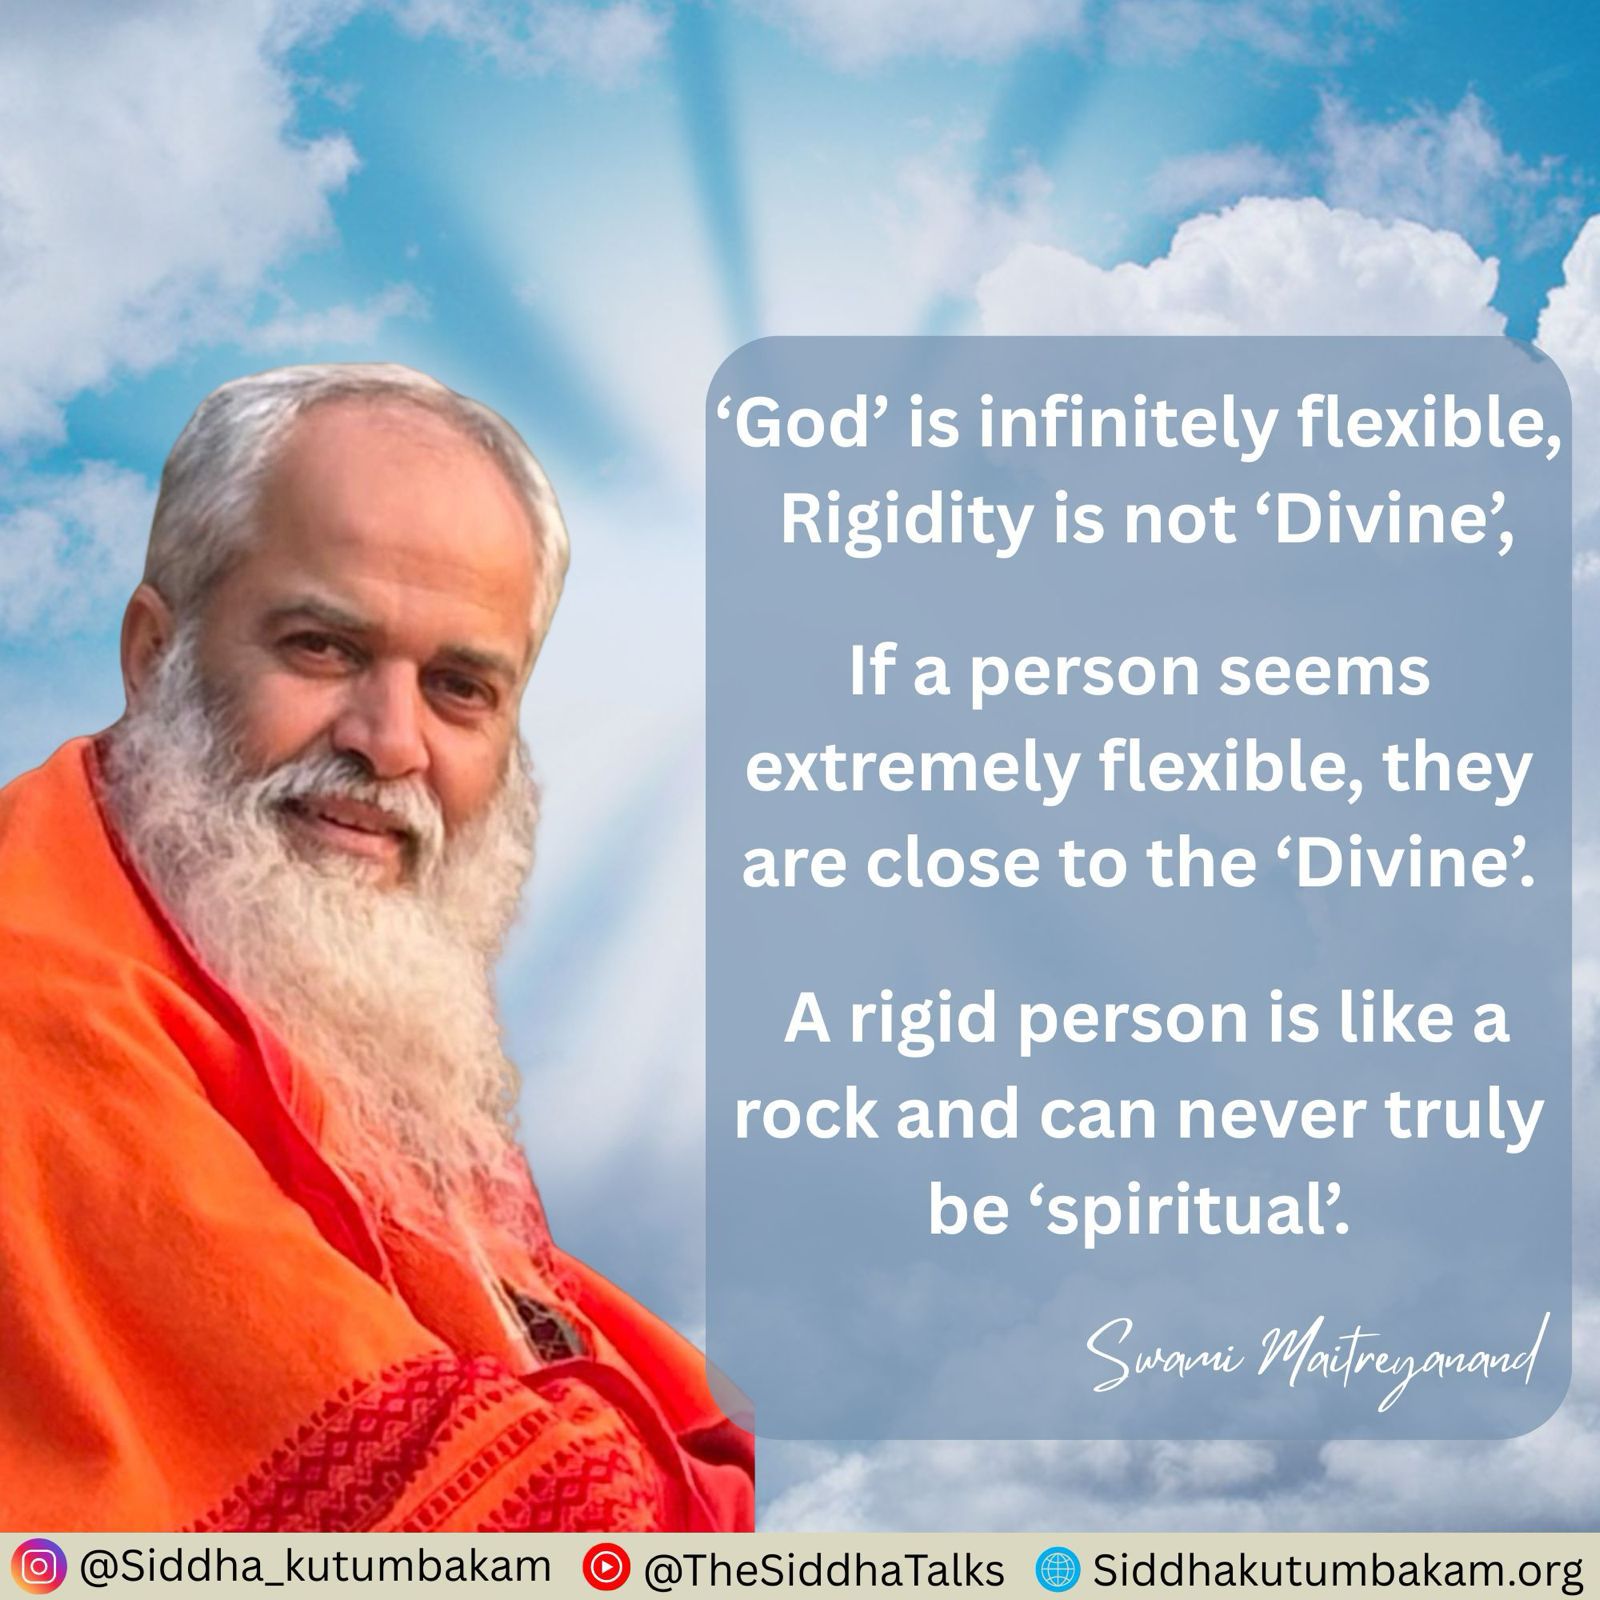 ‘God’ is infinitely flexible,
Rigidity is not ‘Divine’,
If a person seems
extremely flexible, they
are close to the ‘Divine’.
A rigid person is like a
rock and can never truly
be ‘spiritual’.
Swami Maitreyanand
@Siddha_kutumbakam @TheSiddhaTalks Siddhakutumbakam.org